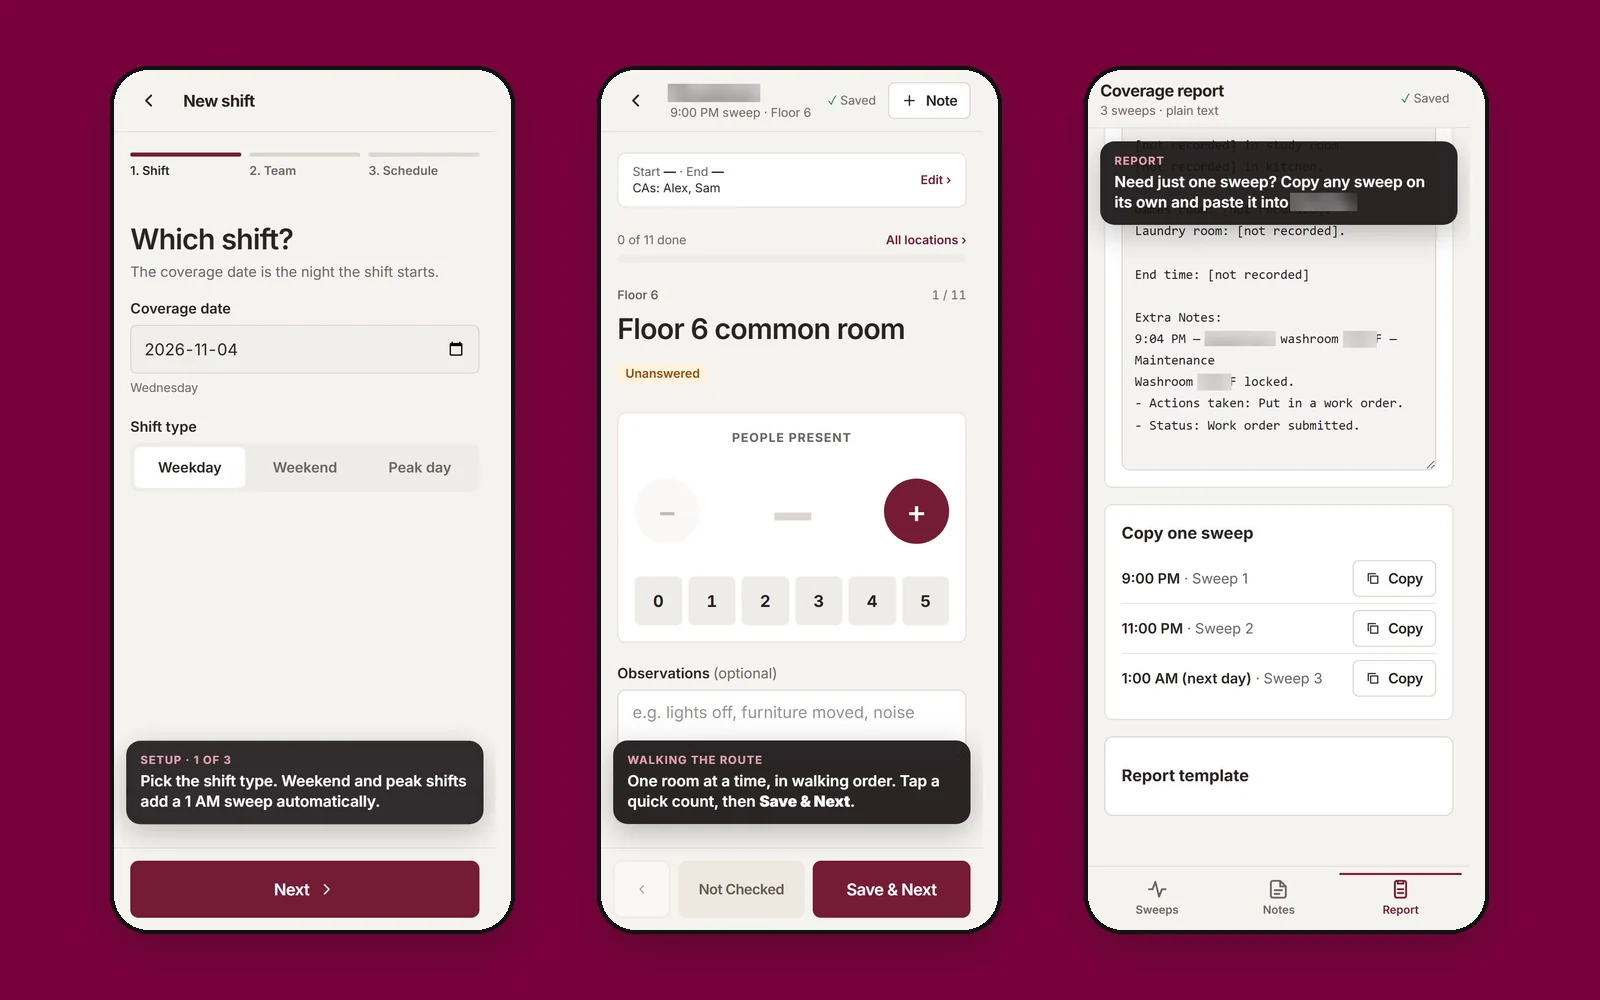 New shift
1. Shift
2. Team
3. Schedule
Which shift?
The coverage date is the night the shift starts.
Coverage date
2026-11-04
Wednesday
Shift type
Weekday
Weekend
Peak day
SETUP · 1 OF 3
Pick the shift type. Weekend and peak shifts
add a 1 AM sweep automatically.
Next
9:00 PM sweep · Floor 6
✓ Saved
+ Note
Start — · End —
CAs: Alex, Sam
Edit ›
0 of 11 done
All locations ›
Floor 6
1 / 11
Floor 6 common room
Unanswered
PEOPLE PRESENT
−
—
+
0
1
2
3
4
5
Observations (optional)
e.g. lights off, furniture moved, noise
WALKING THE ROUTE
One room at a time, in walking order. Tap a
quick count, then Save & Next.
Not Checked
Save & Next
Coverage report
3 sweeps · plain text
✓ Saved
[not recorded] in study room
recorded] in kitchen.
REPORT
Need just one sweep? Copy any sweep on
its own and paste it into
Laundry room: [not recorded].
End time: [not recorded]
Extra Notes:
9:04 PM – washroom F –
Maintenance
Washroom F locked.
- Actions taken: Put in a work order.
- Status: Work order submitted.
Copy one sweep
9:00 PM · Sweep 1
Copy
11:00 PM · Sweep 2
Copy
1:00 AM (next day) · Sweep 3
Copy
Report template
Sweeps
Notes
Report